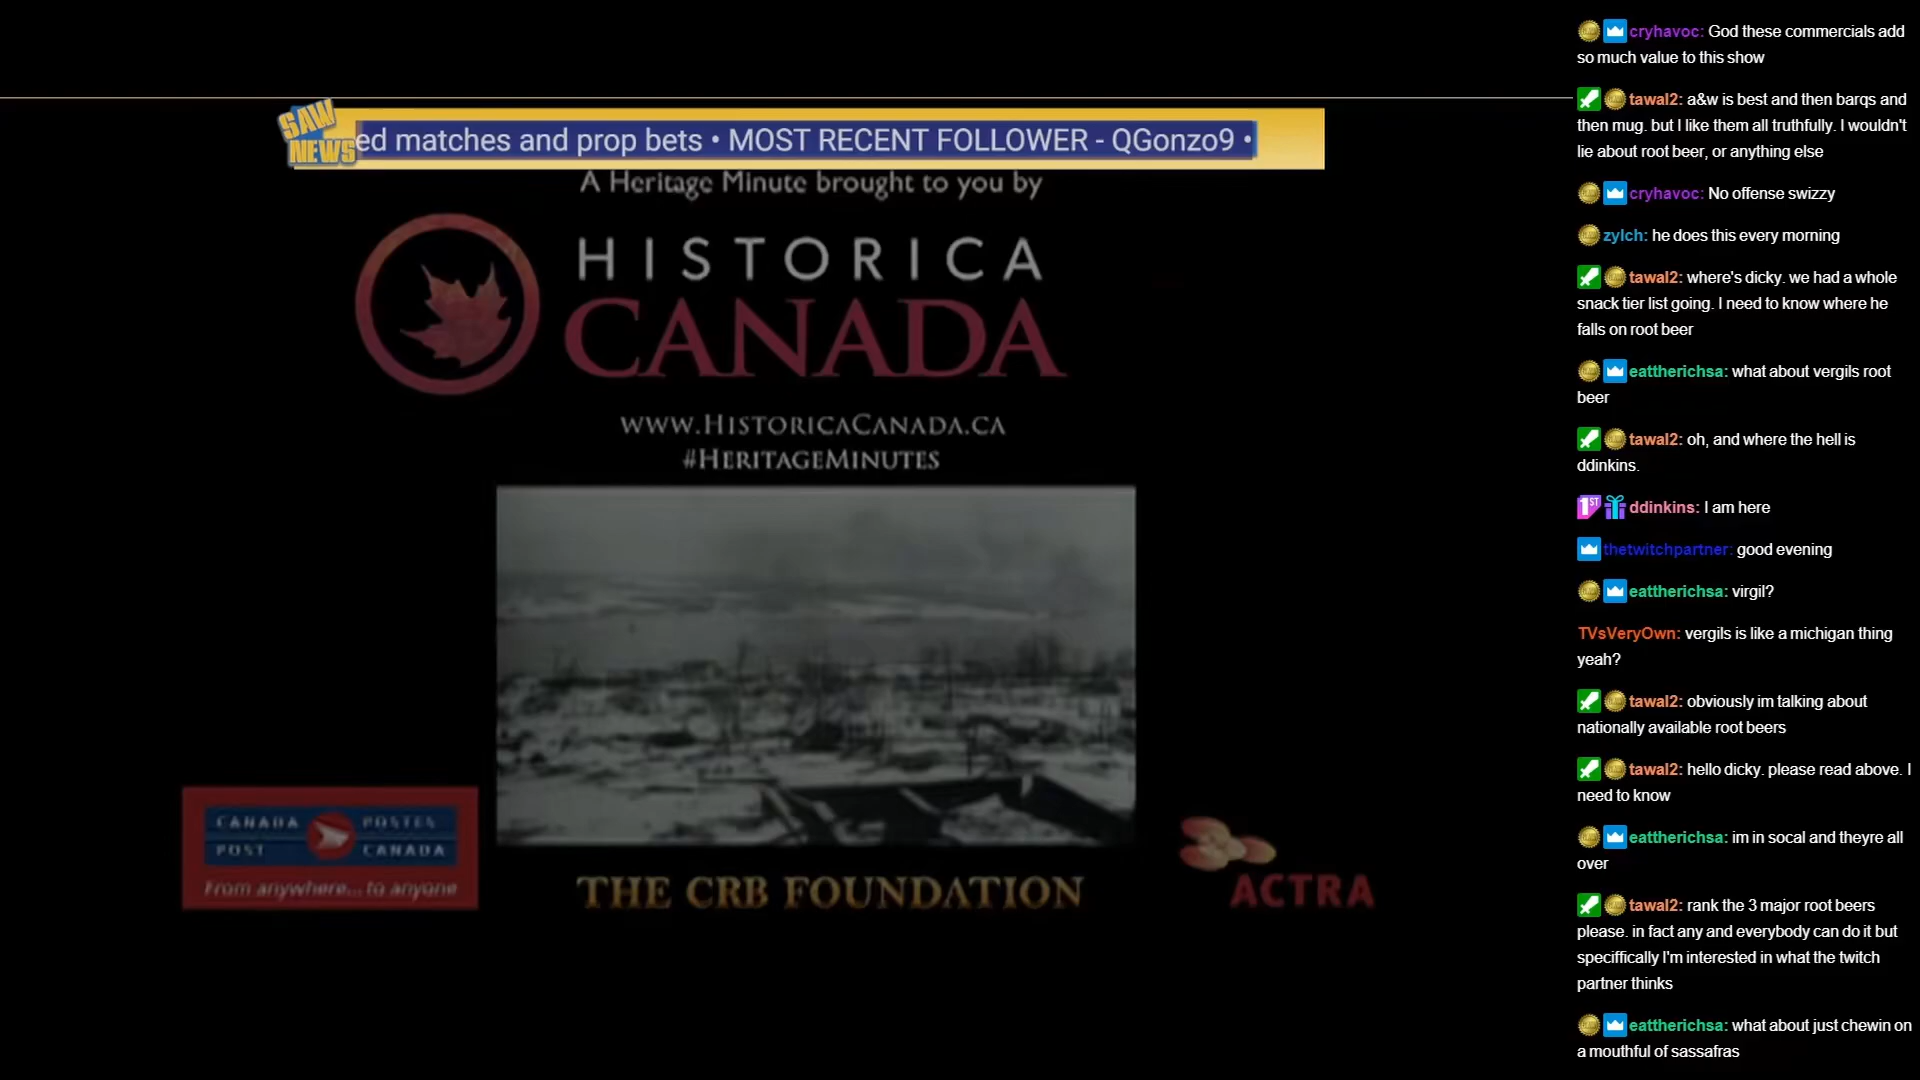 SAW
NEWS
ed matches and prop bets • MOST RECENT FOLLOWER - QGonzo9 •
A Heritage Minute brought to you by
HISTORICA
CANADA
www.HistoricaCanada.ca
#HeritageMinutes
CANADA POSTES
POST CANADA
From anywhere... to anyone
THE CRB FOUNDATION
ACTRA
cryhavoc: God these commercials add
so much value to this show
tawal2: a&w is best and then barqs and
then mug. but I like them all truthfully. I wouldn't
lie about root beer, or anything else
cryhavoc: No offense swizzy
zylch: he does this every morning
tawal2: where's dicky. we had a whole
snack tier list going. I need to know where he
falls on root beer
eattherichsa: what about vergils root
beer
tawal2: oh, and where the hell is
ddinkins.
1ST
ddinkins: I am here
thetwitchpartner: good evening
eattherichsa: virgil?
TVsVeryOwn: vergils is like a michigan thing
yeah?
tawal2: obviously im talking about
nationally available root beers
tawal2: hello dicky. please read above. I
need to know
eattherichsa: im in socal and theyre all
over
tawal2: rank the 3 major root beers
please. in fact any and everybody can do it but
speciffically I'm interested in what the twitch
partner thinks
eattherichsa: what about just chewin on
a mouthful of sassafras